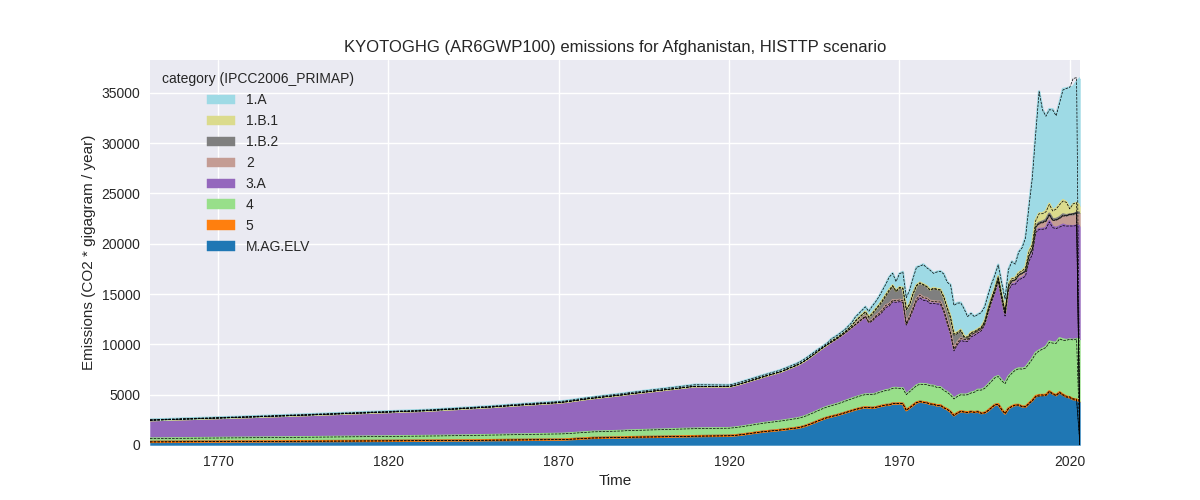 KYOTOGHG (AR6GWP100) emissions for Afghanistan, HISTTP scenario
category (IPCC2006_PRIMAP)
1.A
1.B.1
1.B.2
2
3.A
4
5
M.AG.ELV
Emissions (CO2 * gigagram / year)
35000
30000
25000
20000
15000
10000
5000
0
1770
1820
1870
1920
1970
2020
Time